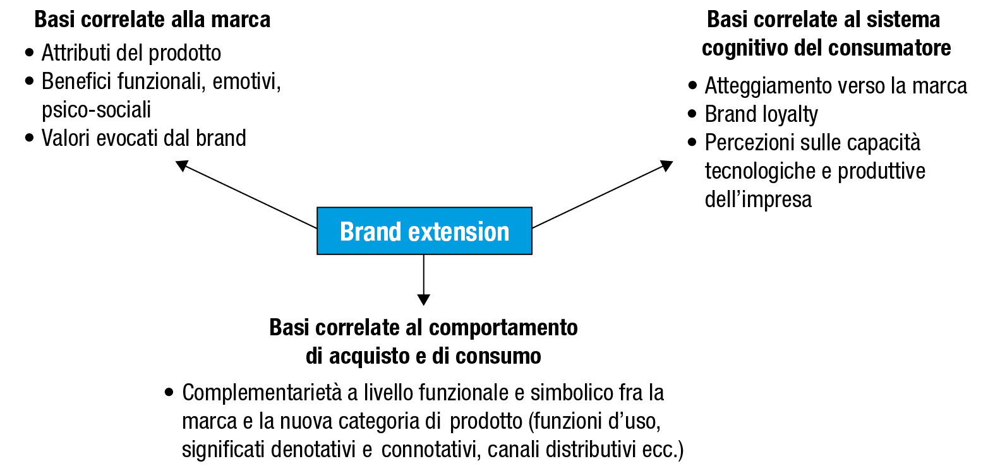 Basi correlate alla marca
• Attributi del prodotto
• Benefici funzionali, emotivi,
psico-sociali
• Valori evocati dal brand
Basi correlate al sistema
cognitivo del consumatore
• Atteggiamento verso la marca
• Brand loyalty
• Percezioni sulle capacità
tecnologiche e produttive
dell’impresa
Brand extension
Basi correlate al comportamento
di acquisto e di consumo
• Complementarietà a livello funzionale e simbolico fra la
marca e la nuova categoria di prodotto (funzioni d’uso,
significati denotativi e connotativi, canali distributivi ecc.)